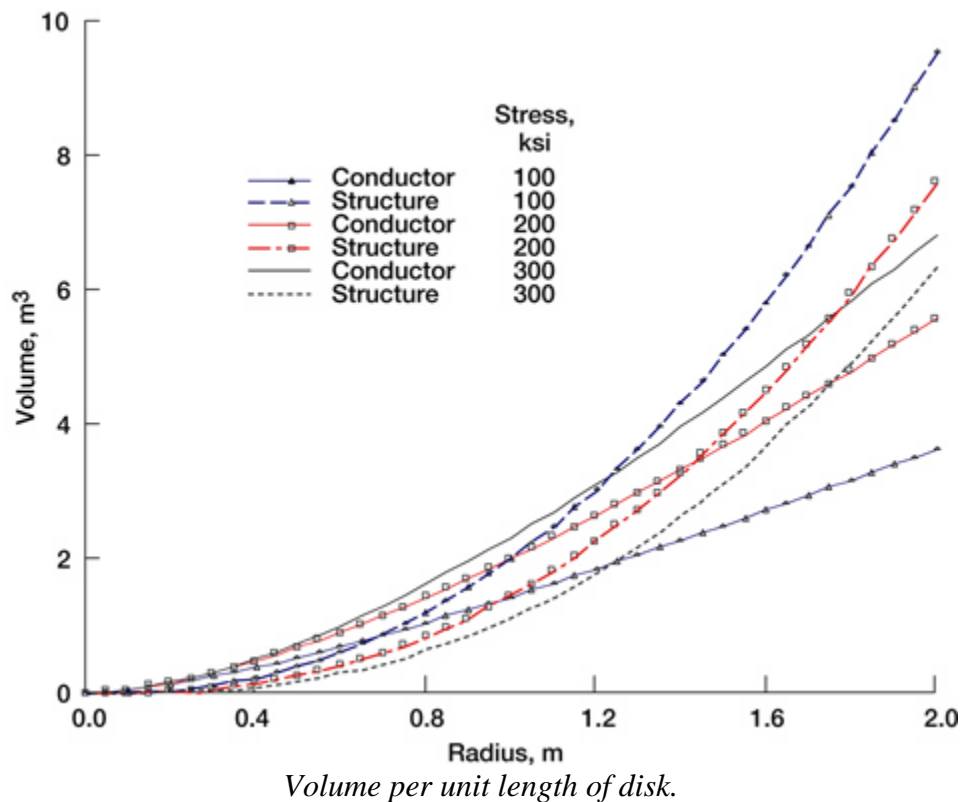 10
8
6
4
2
0
Volume, m³
Stress,
ksi
Conductor 100
Structure 100
Conductor 200
Structure 200
Conductor 300
Structure 300
0.0 0.4 0.8 1.2 1.6 2.0
Radius, m
Volume per unit length of disk.